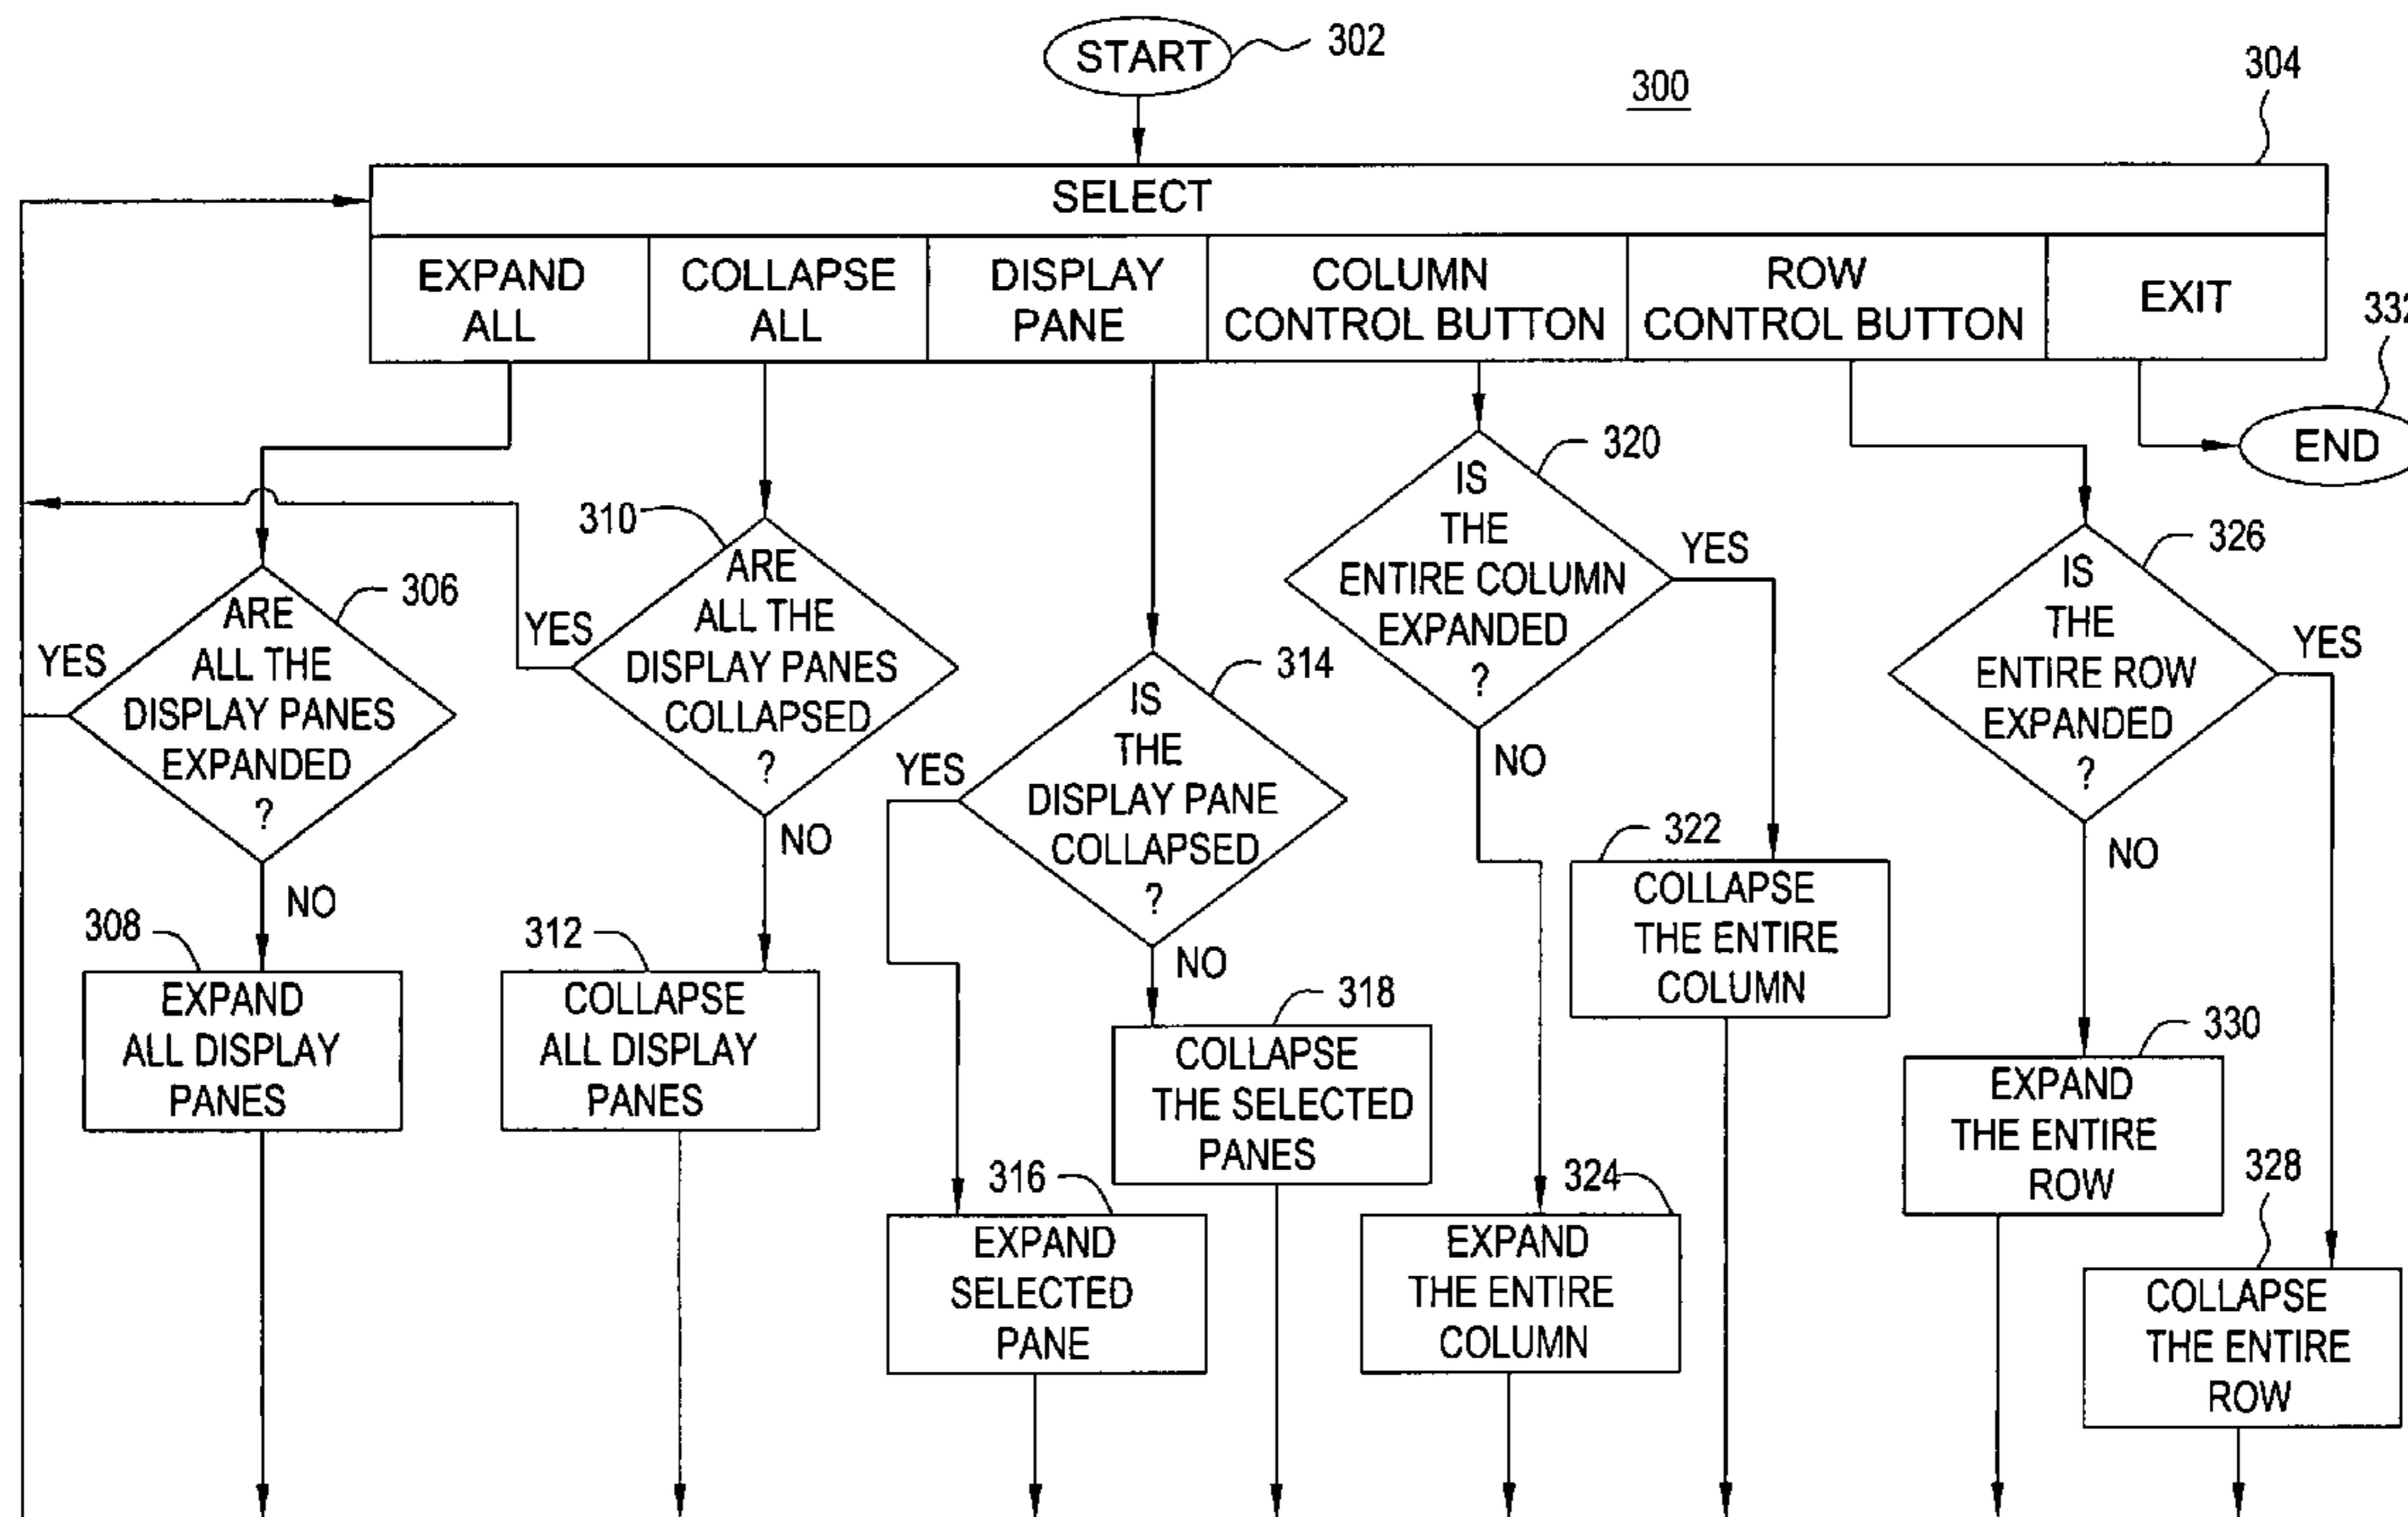 START
302
300
304
SELECT
EXPAND
ALL
COLLAPSE
ALL
DISPLAY
PANE
COLUMN
CONTROL BUTTON
ROW
CONTROL BUTTON
EXIT
332
END
306
YES
ARE
ALL THE
DISPLAY PANES
EXPANDED
?
NO
308
EXPAND
ALL DISPLAY
PANES
310
YES
ARE
ALL THE
DISPLAY PANES
COLLAPSED
?
NO
312
COLLAPSE
ALL DISPLAY
PANES
314
YES
IS
THE
DISPLAY PANE
COLLAPSED
?
NO
318
COLLAPSE
THE SELECTED
PANES
316
EXPAND
SELECTED
PANE
320
IS
THE
ENTIRE COLUMN
EXPANDED
?
YES
NO
322
COLLAPSE
THE ENTIRE
COLUMN
324
EXPAND
THE ENTIRE
COLUMN
326
IS
THE
ENTIRE ROW
EXPANDED
?
YES
NO
330
EXPAND
THE ENTIRE
ROW
328
COLLAPSE
THE ENTIRE
ROW